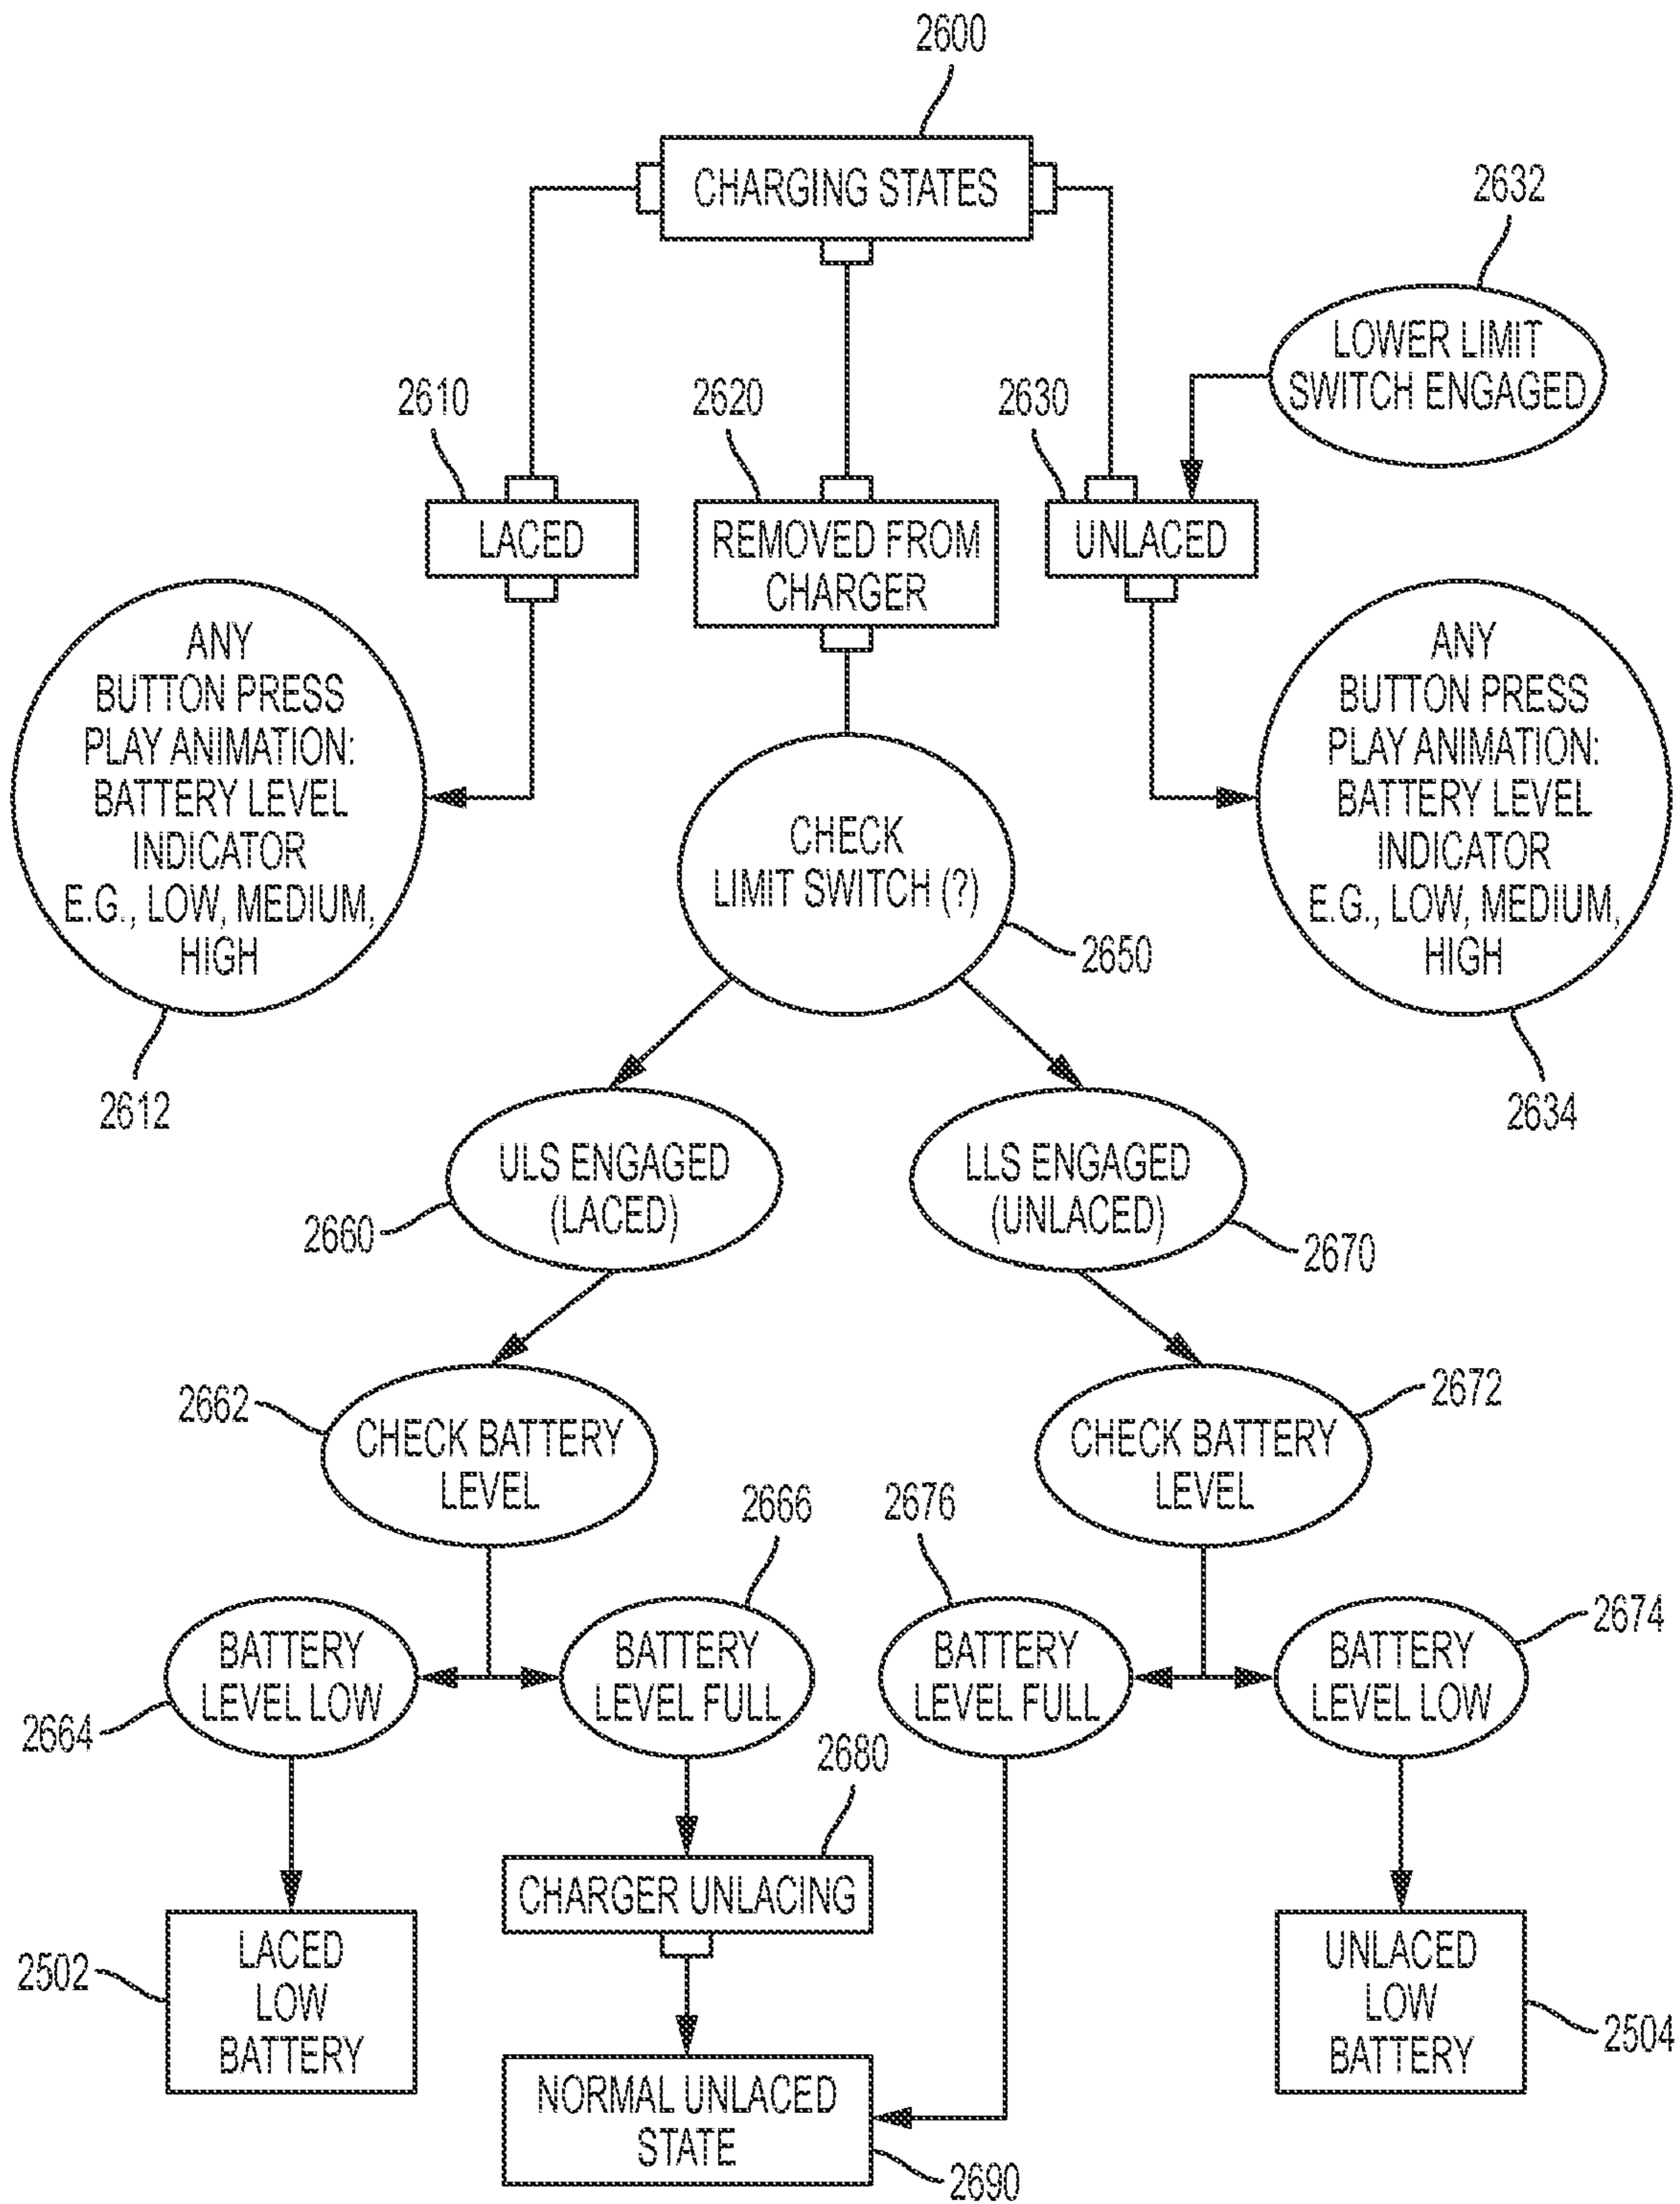 2600
CHARGING STATES
2632
LOWER LIMIT
SWITCH ENGAGED
2610
2620
2630
LACED
REMOVED FROM
CHARGER
UNLACED
ANY
BUTTON PRESS
PLAY ANIMATION:
BATTERY LEVEL
INDICATOR
E.G., LOW, MEDIUM,
HIGH
2612
CHECK
LIMIT SWITCH (?)
2650
ANY
BUTTON PRESS
PLAY ANIMATION:
BATTERY LEVEL
INDICATOR
E.G., LOW, MEDIUM,
HIGH
2634
ULS ENGAGED
(LACED)
2660
LLS ENGAGED
(UNLACED)
2670
2662
CHECK BATTERY
LEVEL
2672
CHECK BATTERY
LEVEL
2666
2676
2674
BATTERY
LEVEL LOW
2664
BATTERY
LEVEL FULL
BATTERY
LEVEL FULL
BATTERY
LEVEL LOW
2680
CHARGER UNLACING
2502
LACED
LOW
BATTERY
UNLACED
LOW
BATTERY
2504
NORMAL UNLACED
STATE
2690